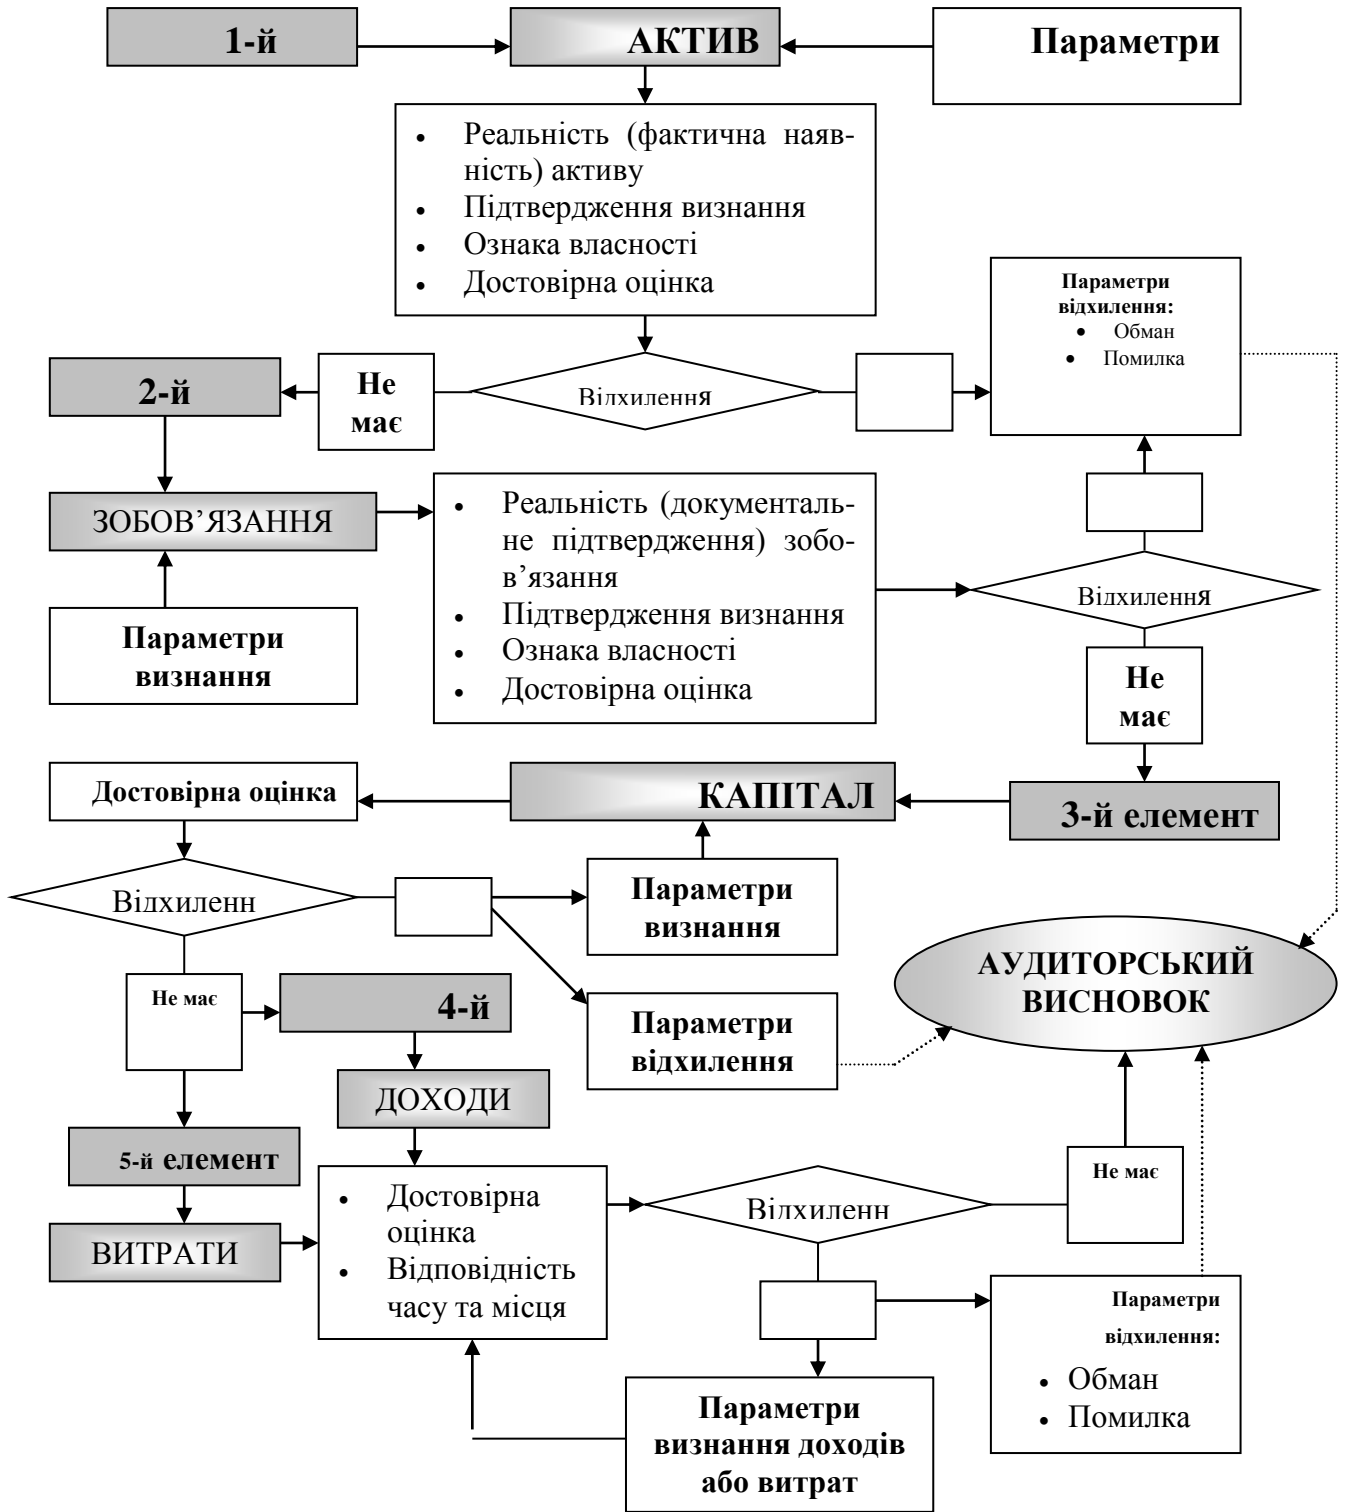 1-й
АКТИВ
Параметри
• Реальність (фактична наяв-
ність) активу
• Підтвердження визнання
• Ознака власності
• Достовірна оцінка
Параметри
відхилення:
• Обман
• Помилка
2-й
Не
має
Відхилення
ЗОБОВ’ЯЗАННЯ
• Реальність (документаль-
не підтвердження) зобо-
в’язання
• Підтвердження визнання
• Ознака власності
• Достовірна оцінка
Відхилення
Параметри
визнання
Не
має
Достовірна оцінка
КАПІТАЛ
3-й елемент
Відхиленн
Параметри
визнання
АУДИТОРСЬКИЙ
ВИСНОВОК
Не має
4-й
Параметри
відхилення
ДОХОДИ
5-й елемент
• Достовірна
оцінка
• Відповідність
часу та місця
Відхиленн
Не має
ВИТРАТИ
Параметри
відхилення:
• Обман
• Помилка
Параметри
визнання доходів
або витрат